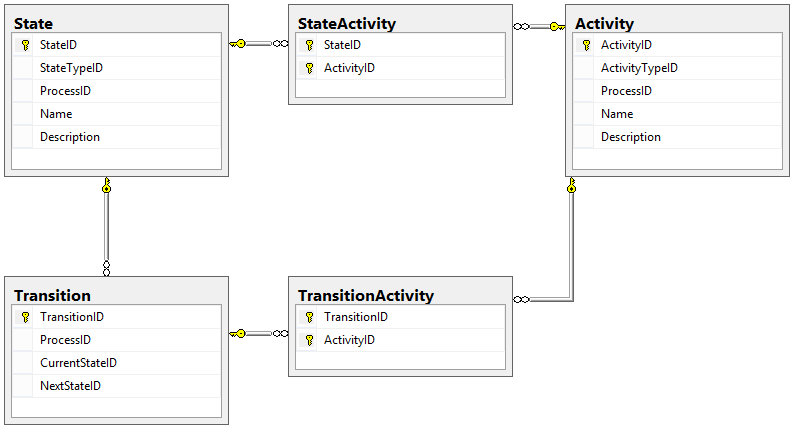 State
StateID
StateTypeID
ProcessID
Name
Description
StateActivity
StateID
ActivityID
Activity
ActivityID
ActivityTypeID
ProcessID
Name
Description
Transition
TransitionID
ProcessID
CurrentStateID
NextStateID
TransitionActivity
TransitionID
ActivityID